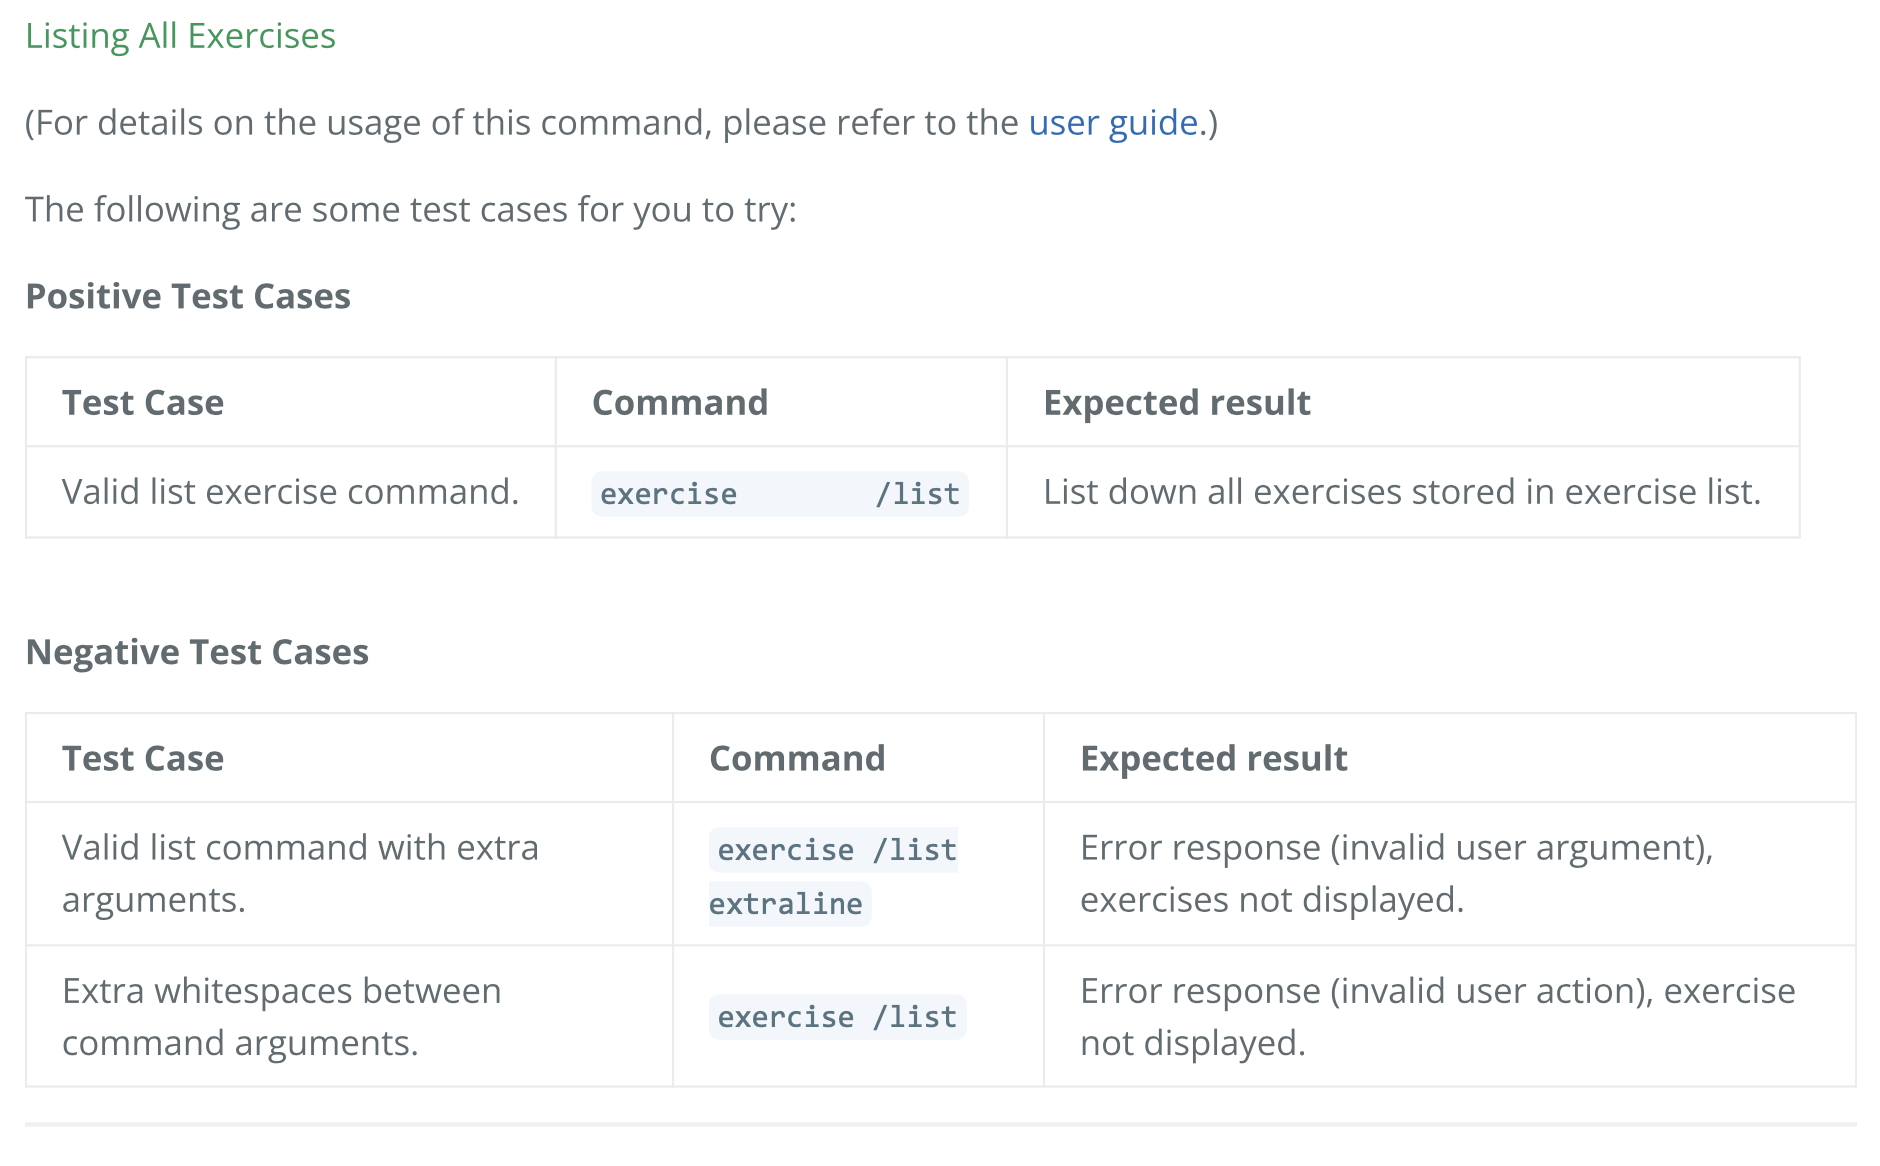 Listing All Exercises
(For details on the usage of this command, please refer to the user guide.)
The following are some test cases for you to try:
Positive Test Cases
Test Case Command Expected result
Valid list exercise command. exercise        /list List down all exercises stored in exercise list.
Negative Test Cases
Test Case Command Expected result
Valid list command with extra
arguments.
exercise /list
extraline
Error response (invalid user argument),
exercises not displayed.
Extra whitespaces between
command arguments.
exercise /list
Error response (invalid user action), exercise
not displayed.